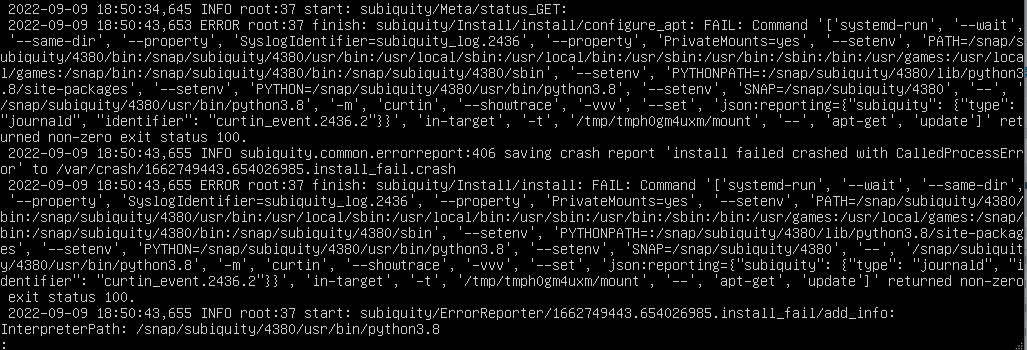 2022-09-09 18:50:34,645 INFO root:37 start: subiquity/Meta/status_GET:
2022-09-09 18:50:43,653 ERROR root:37 finish: subiquity/Install/install/configure_apt: FAIL: Command '['systemd-run', '--wait',
'--same-dir', '--property', 'SyslogIdentifier=subiquity_log.2436', '--property', 'PrivateMounts=yes', '--setenv', 'PATH=/snap/s
ubiquity/4380/bin:/snap/subiquity/4380/usr/bin:/usr/local/sbin:/usr/local/bin:/usr/sbin:/usr/bin:/sbin:/bin:/usr/games:/usr/loca
l/games:/snap/bin:/snap/subiquity/4380/bin:/snap/subiquity/4380/sbin', '--setenv', 'PYTHONPATH=:/snap/subiquity/4380/lib/python3
.8/site-packages', '--setenv', 'PYTHON=/snap/subiquity/4380/usr/bin/python3.8', '--setenv', 'SNAP=/snap/subiquity/4380', '--', '
/snap/subiquity/4380/usr/bin/python3.8', '-m', 'curtin', '--showtrace', '-vvv', '--set', 'json:reporting={"subiquity": {"type":
"journald", "identifier": "curtin_event.2436.2"}}', 'in-target', '-t', '/tmp/tmph0gm4uxm/mount', '--', 'apt-get', 'update']' ret
urned non-zero exit status 100.
2022-09-09 18:50:43,655 INFO subiquity.common.errorreport:406 saving crash report 'install failed crashed with CalledProcessErr
or' to /var/crash/1662749443.654026985.install_fail.crash
2022-09-09 18:50:43,655 ERROR root:37 finish: subiquity/Install/install: FAIL: Command '['systemd-run', '--wait', '--same-dir',
'--property', 'SyslogIdentifier=subiquity_log.2436', '--property', 'PrivateMounts=yes', '--setenv', 'PATH=/snap/subiquity/4380/
bin:/snap/subiquity/4380/usr/bin:/usr/local/sbin:/usr/local/bin:/usr/sbin:/usr/bin:/sbin:/bin:/usr/games:/usr/local/games:/snap/
bin:/snap/subiquity/4380/bin:/snap/subiquity/4380/sbin', '--setenv', 'PYTHONPATH=:/snap/subiquity/4380/lib/python3.8/site-packag
es', '--setenv', 'PYTHON=/snap/subiquity/4380/usr/bin/python3.8', '--setenv', 'SNAP=/snap/subiquity/4380', '--', '/snap/subiquit
y/4380/usr/bin/python3.8', '-m', 'curtin', '--showtrace', '-vvv', '--set', 'json:reporting={"subiquity": {"type": "journald", "i
dentifier": "curtin_event.2436.2"}}', 'in-target', '-t', '/tmp/tmph0gm4uxm/mount', '--', 'apt-get', 'update']' returned non-zero
exit status 100.
2022-09-09 18:50:43,655 INFO root:37 start: subiquity/ErrorReporter/1662749443.654026985.install_fail/add_info:
InterpreterPath: /snap/subiquity/4380/usr/bin/python3.8
: